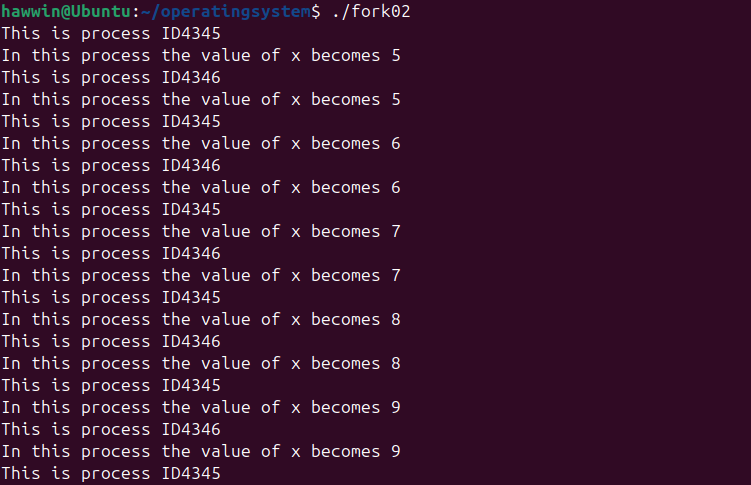 hawwin@Ubuntu:~/operatingsystem$ ./fork02
This is process ID4345
In this process the value of x becomes 5
This is process ID4346
In this process the value of x becomes 5
This is process ID4345
In this process the value of x becomes 6
This is process ID4346
In this process the value of x becomes 6
This is process ID4345
In this process the value of x becomes 7
This is process ID4346
In this process the value of x becomes 7
This is process ID4345
In this process the value of x becomes 8
This is process ID4346
In this process the value of x becomes 8
This is process ID4345
In this process the value of x becomes 9
This is process ID4346
In this process the value of x becomes 9
This is process ID4345